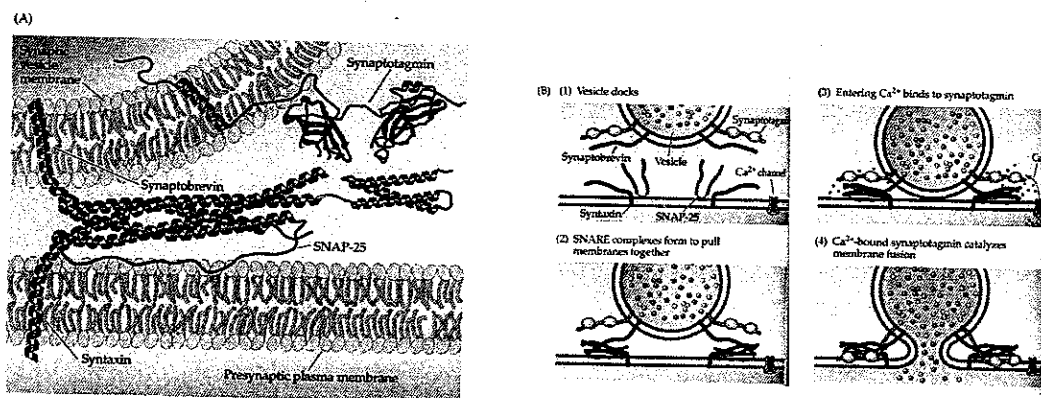 (A)
Synaptic
vesicle
membrane
Synaptotagmin
Synaptobrevin
SNAP-25
Syntaxin
Presynaptic plasma membrane
(B) (1) Vesicle docks
Synaptotagmin
Synaptobrevin
Vesicle
Ca²⁺ channel
Syntaxin
SNAP-25
(2) SNARE complexes form to pull
membranes together
(3) Entering Ca²⁺ binds to synaptotagmin
(4) Ca²⁺-bound synaptotagmin catalyzes
membrane fusion